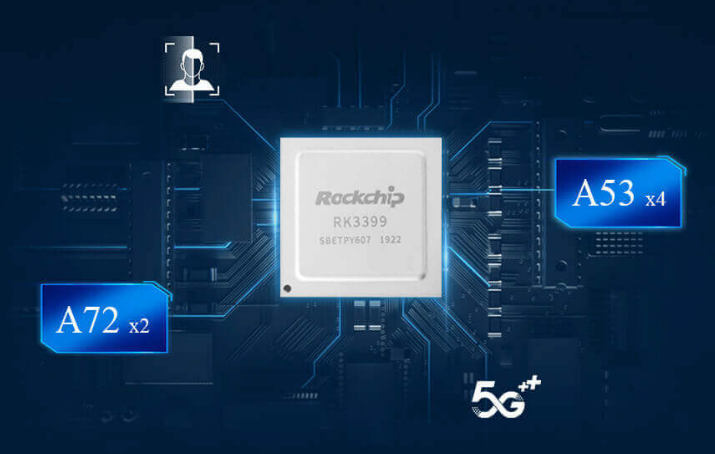 Rockchip
RK3399
SBETPY607 1922
A53 x4
A72 x2
5G++